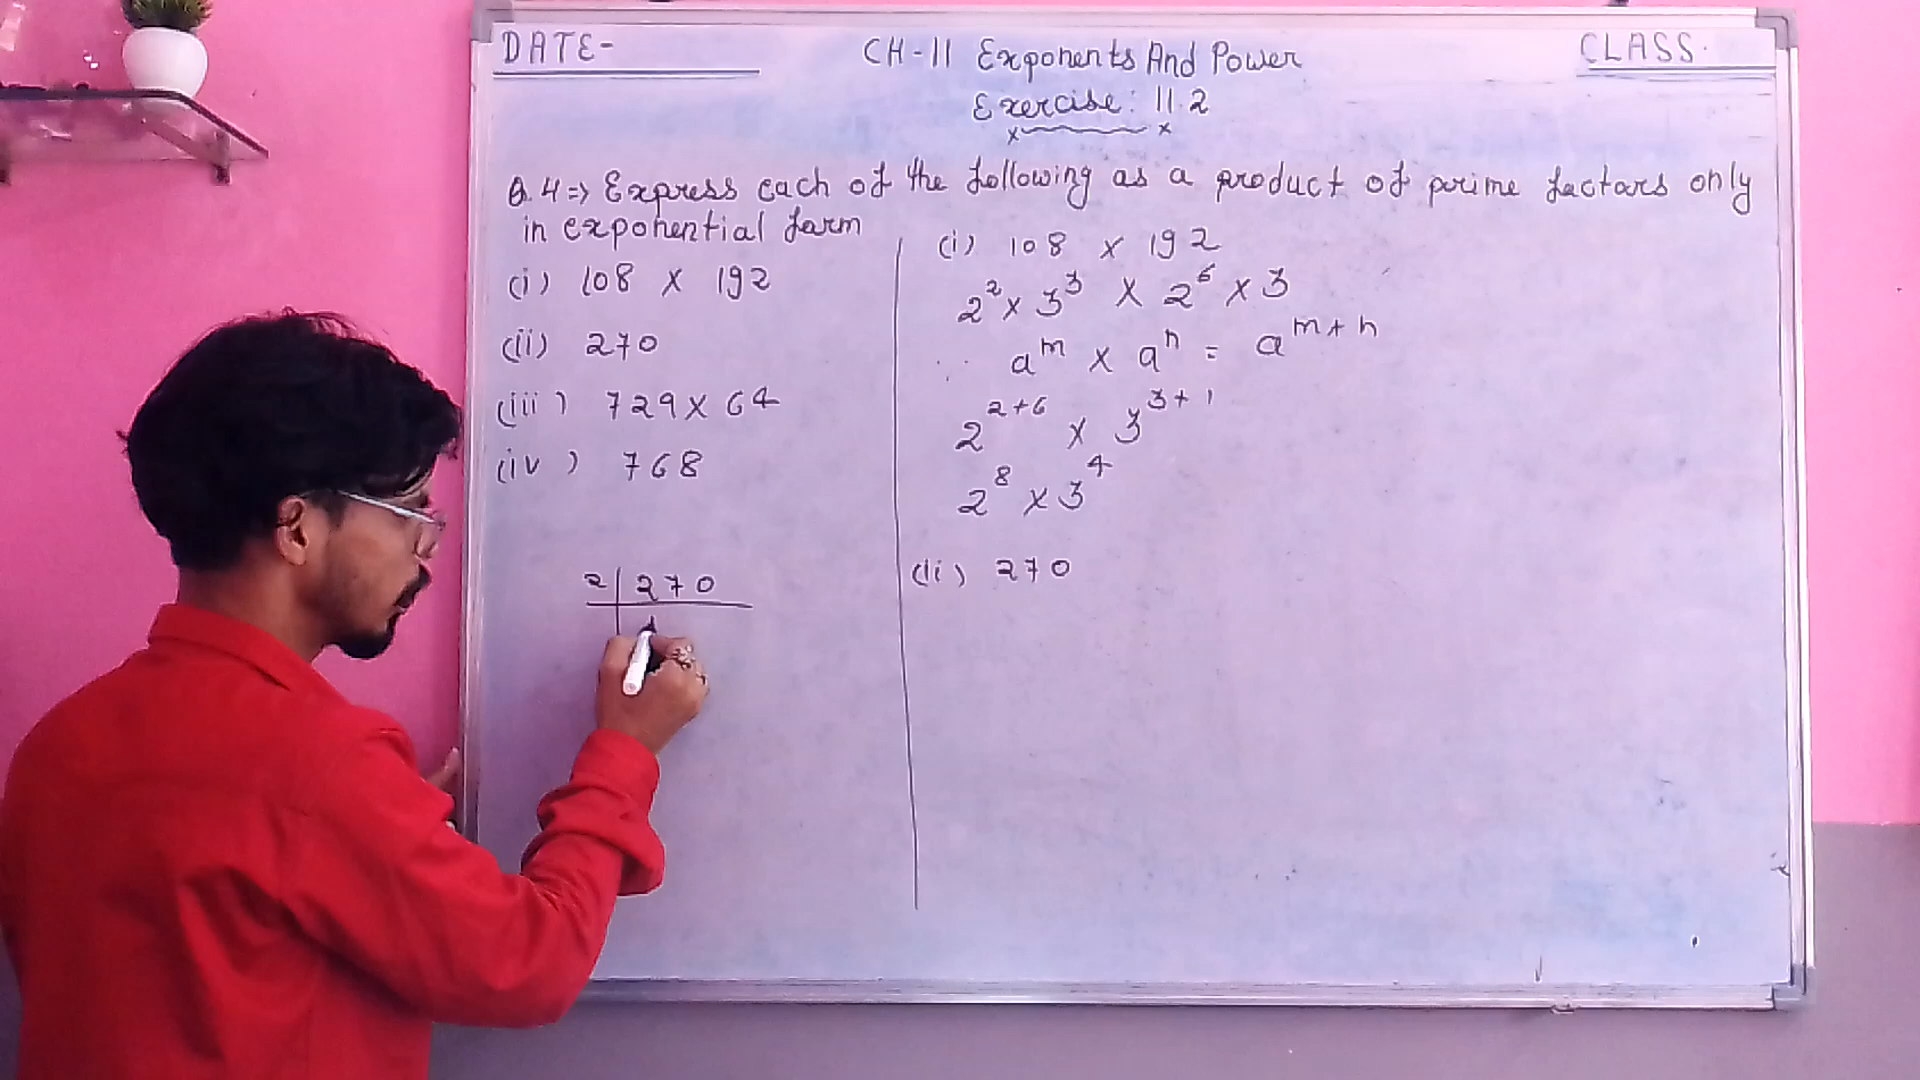 DATE-
CH-11 Exponents And Power
CLASS.
Exercise: 11.2
Q.4=> Express each of the following as a product of prime factors only
in exponential form
(i) 108 x 192
(ii) 270
(iii) 729 x 64
(iv) 768
2 | 270
1
(i) 108 x 192
2² x 3³ x 2⁶ x 3
∴ aᵐ x aⁿ = aᵐ⁺ⁿ
2²⁺⁶ x 3³⁺¹
2⁸ x 3⁴
(ii) 270